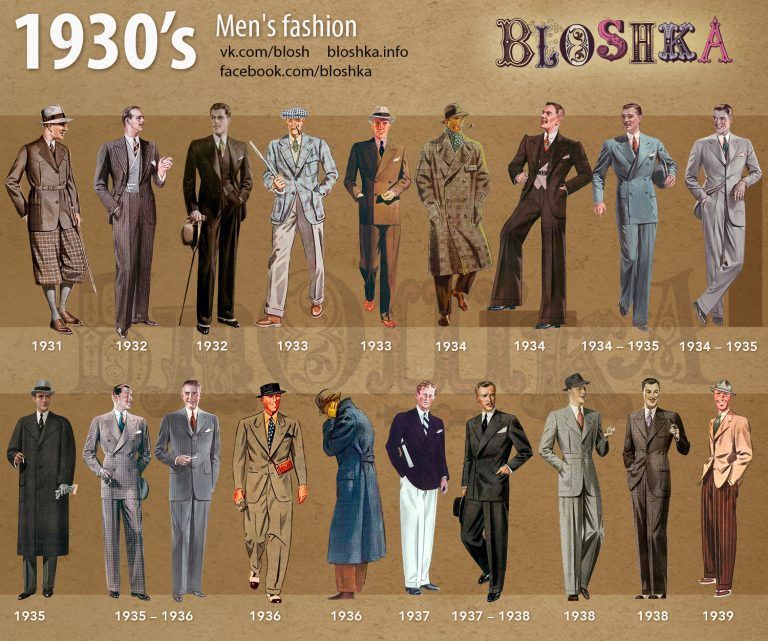 1930's
Men's fashion
vk.com/blosh bloshka.info
facebook.com/bloshka
BLOSHKA
1931 1932 1932 1933 1933 1934 1934 1934 – 1935 1934 – 1935
1935 1935 – 1936 1936 1936 1937 1937 – 1938 1938 1938 1939